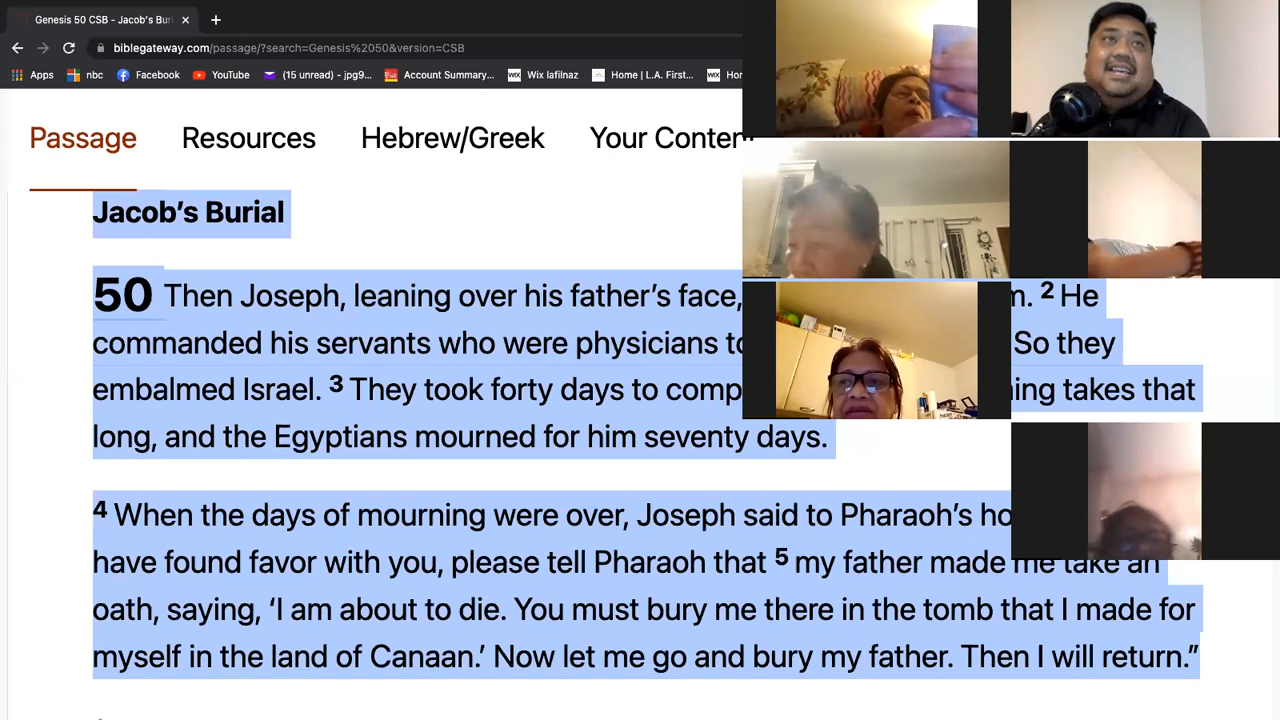 Genesis 50 CSB - Jacob's Buri
biblegateway.com/passage/?search=Genesis%2050&version=CSB
Apps nbc Facebook YouTube (15 unread) - jpg9... Account Summary... Wix lafilnaz Home | L.A. First...
Passage Resources Hebrew/Greek Your Content
Jacob’s Burial
50 Then Joseph, leaning over his father’s face, 2 He
commanded his servants who were physicians to So they
embalmed Israel. 3 They took forty days to comp takes that
long, and the Egyptians mourned for him seventy days.
4 When the days of mourning were over, Joseph said to Pharaoh’s ho
have found favor with you, please tell Pharaoh that 5 my father made me take an
oath, saying, ‘I am about to die. You must bury me there in the tomb that I made for
myself in the land of Canaan.’ Now let me go and bury my father. Then I will return.”